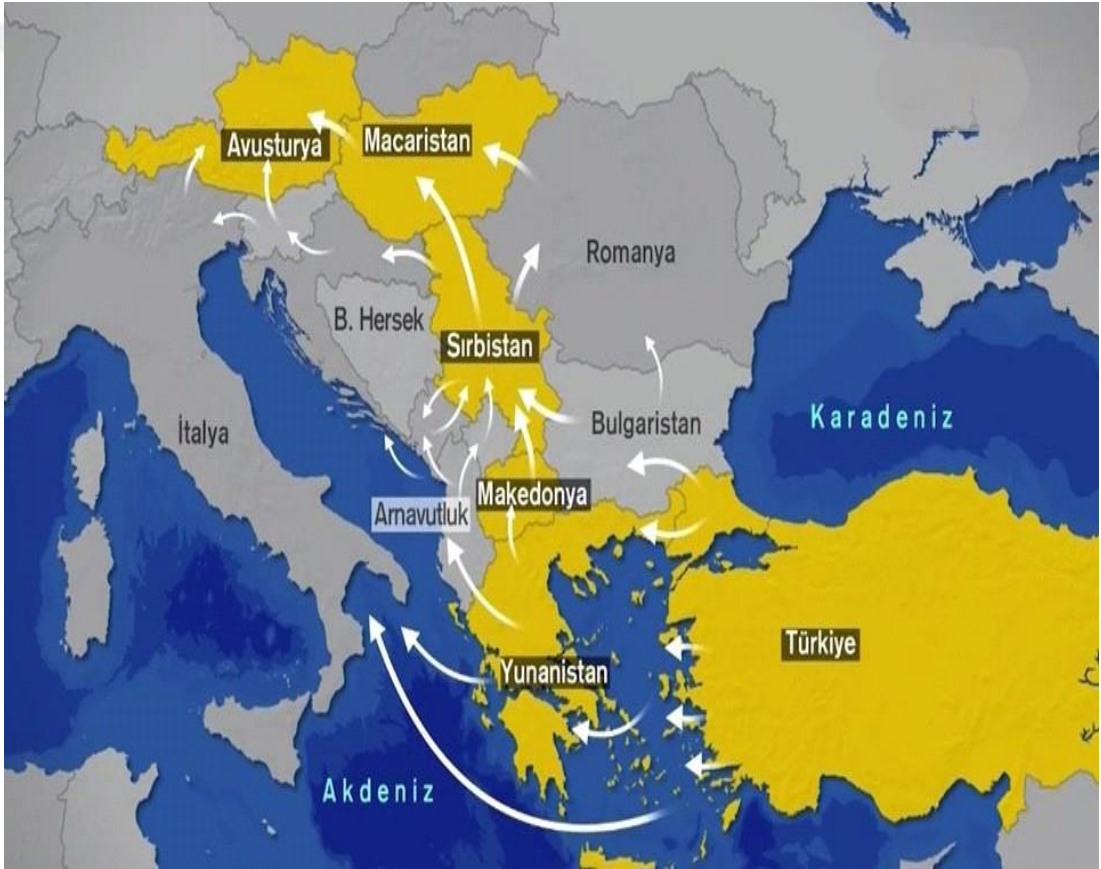 Avusturya
Macaristan
Romanya
B. Hersek
Sırbistan
Karadeniz
Bulgaristan
İtalya
Makedonya
Arnavutluk
Türkiye
Yunanistan
Akdeniz